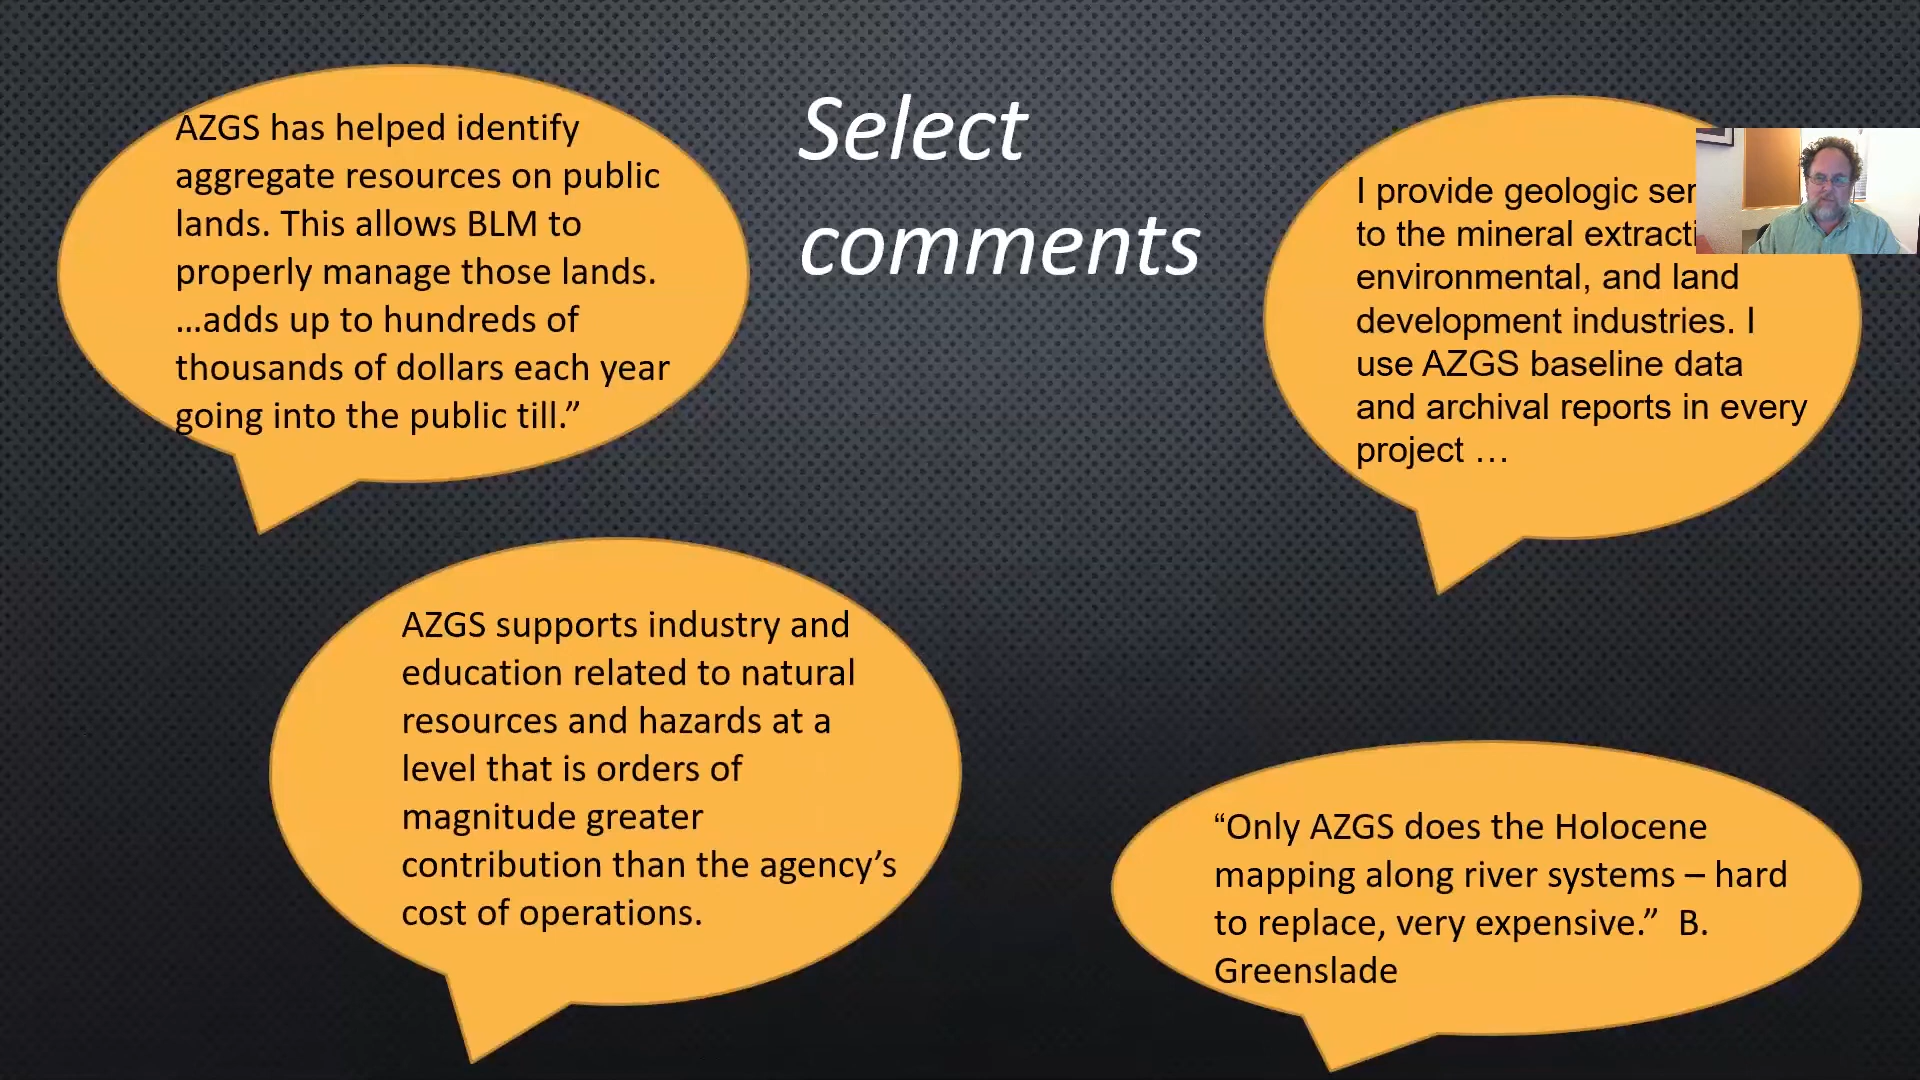 Select
comments
AZGS has helped identify
aggregate resources on public
lands. This allows BLM to
properly manage those lands.
…adds up to hundreds of
thousands of dollars each year
going into the public till.”
I provide geologic
to the mineral
environmental, and land
development industries. I
use AZGS baseline data
and archival reports in every
project …
AZGS supports industry and
education related to natural
resources and hazards at a
level that is orders of
magnitude greater
contribution than the agency’s
cost of operations.
“Only AZGS does the Holocene
mapping along river systems – hard
to replace, very expensive.”  B.
Greenslade